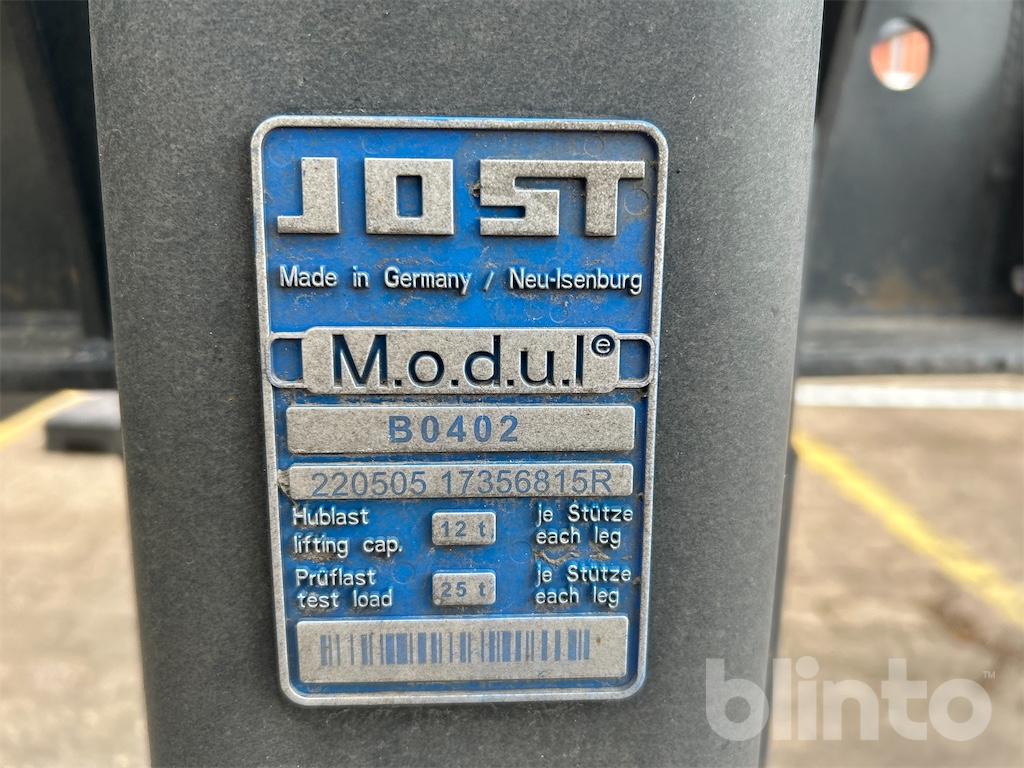 JOST
Made in Germany / Neu-Isenburg
M.o.d.u.l e
B0402
220505 17356815R
Hublast 12 t je Stütze
lifting cap. each leg
Prüflast 25 t je Stütze
test load each leg
blinto™